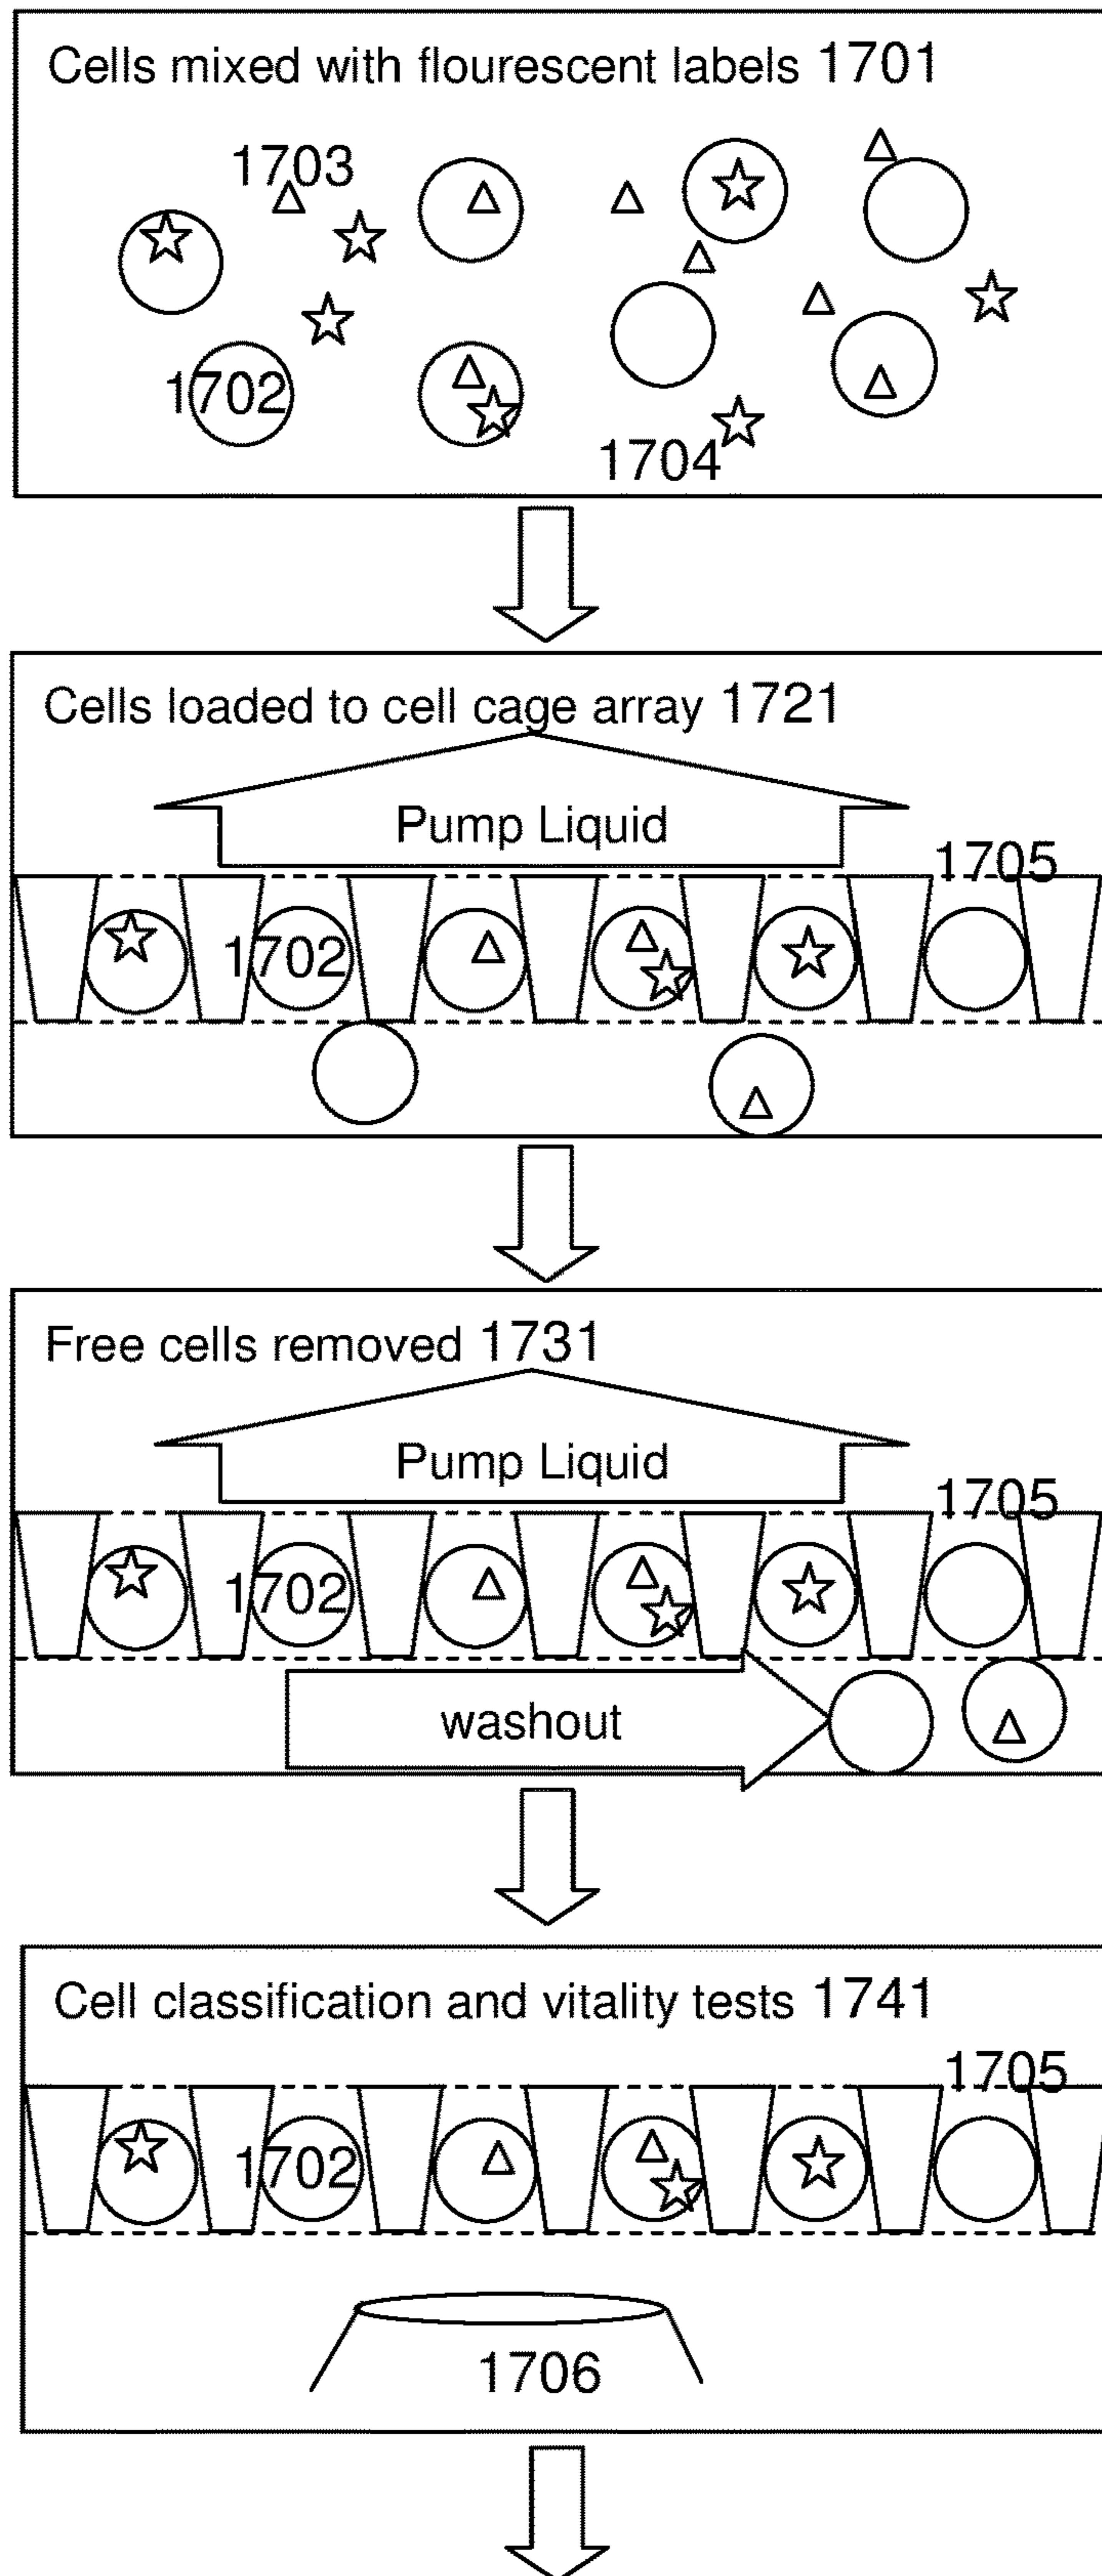 Cells mixed with flourescent labels 1701
1703
1702
1704
Cells loaded to cell cage array 1721
Pump Liquid
1705
1702
Free cells removed 1731
Pump Liquid
1705
1702
washout
Cell classification and vitality tests 1741
1705
1702
1706